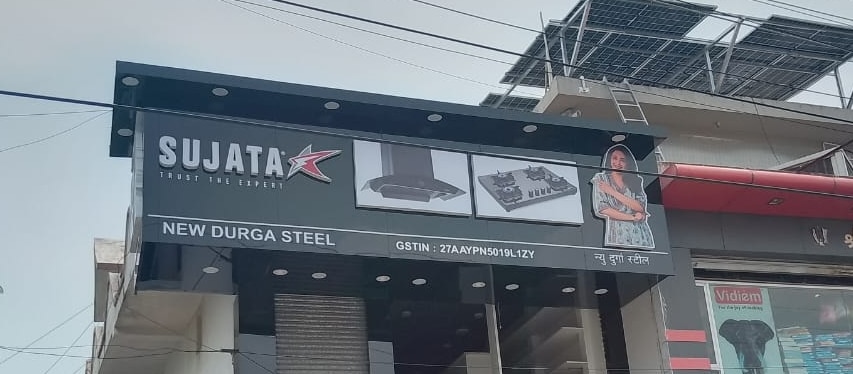 SUJATA
TRUST THE EXPERT
NEW DURGA STEEL
GSTIN : 27AAYPN5019L1ZY
न्यु दुर्गा स्टील
Vidiem